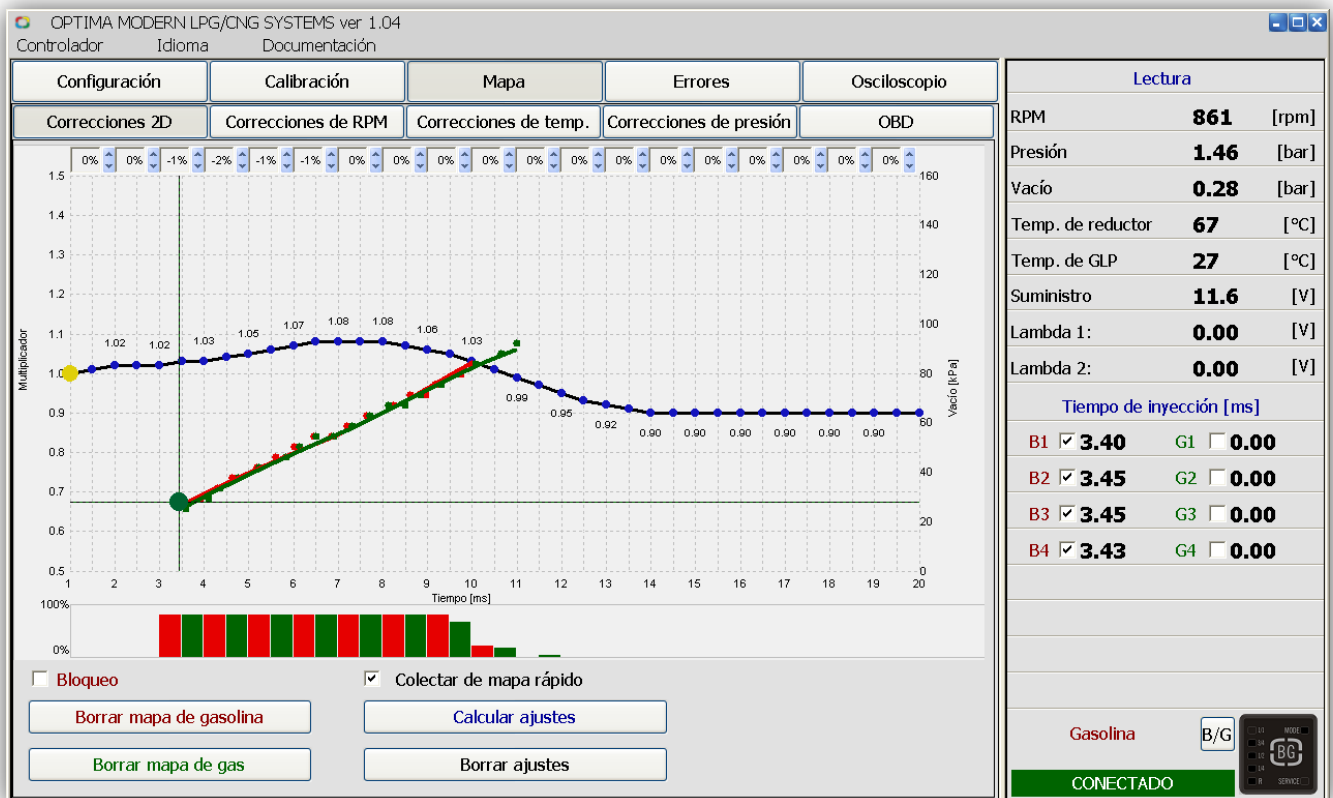 OPTIMA MODERN LPG/CNG SYSTEMS ver 1.04
Controlador Idioma Documentación
Configuración Calibración Mapa Errores Osciloscopio
Correcciones 2D Correcciones de RPM Correcciones de temp. Correcciones de presión OBD
0% 0% -1% -2% -1% -1% 0% 0% 0% 0% 0% 0% 0% 0% 0% 0% 0% 0% 0%
1.5 160
1.4 140
1.3
120
1.2
1.1 100
1.02 1.02 1.03 1.05 1.07 1.08 1.08 1.06 1.03
Multiplicador
1.0 80
Vacío [kPa]
0.99 0.95 0.92 0.90 0.90 0.90 0.90 0.90 0.90
0.9
60
0.8
40
0.7
20
0.6
0.5 0
1 2 3 4 5 6 7 8 9 10 11 12 13 14 15 16 17 18 19 20
Tiempo [ms]
100%
0%
Bloqueo Colectar de mapa rápido
Borrar mapa de gasolina Calcular ajustes
Borrar mapa de gas Borrar ajustes
Lectura
RPM 861 [rpm]
Presión 1.46 [bar]
Vacío 0.28 [bar]
Temp. de reductor 67 [°C]
Temp. de GLP 27 [°C]
Suministro 11.6 [V]
Lambda 1: 0.00 [V]
Lambda 2: 0.00 [V]
Tiempo de inyección [ms]
B1 3.40 G1 0.00
B2 3.45 G2 0.00
B3 3.45 G3 0.00
B4 3.43 G4 0.00
Gasolina B/G
MODE
BG
SERVICE
CONECTADO